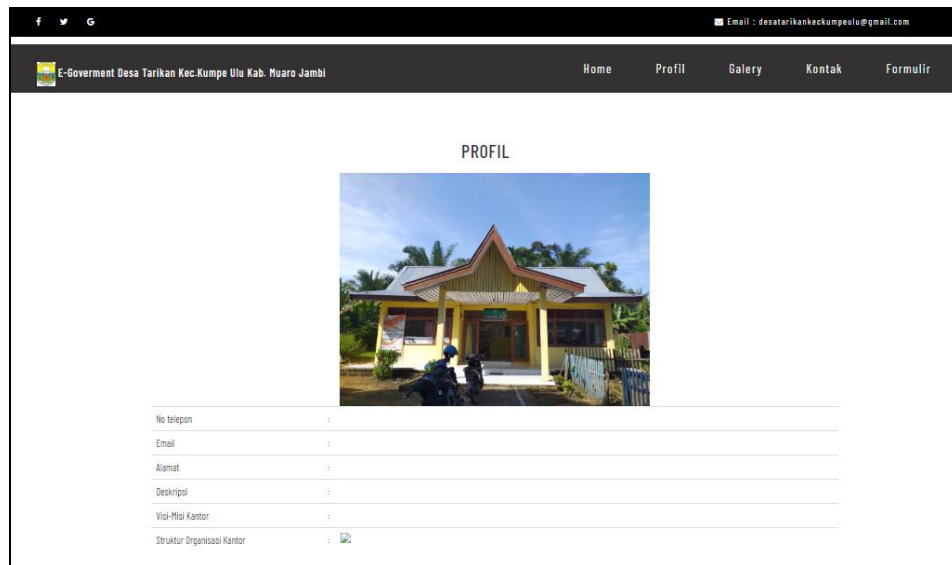 Email : desatarikankeckumpeulu@gmail.com
E-Goverment Desa Tarikan Kec.Kumpe Ulu Kab. Muaro Jambi
Home Profil Galery Kontak Formulir
PROFIL
No telepon :
Email :
Alamat :
Deskripsi :
Visi-Misi Kantor :
Struktur Organisasi Kantor :